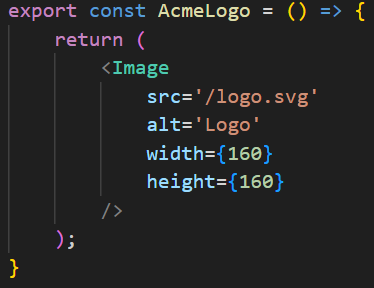 export const AcmeLogo = () => {
    return (
        <Image
            src='/logo.svg'
            alt='Logo'
            width={160}
            height={160}
        />
    );
}